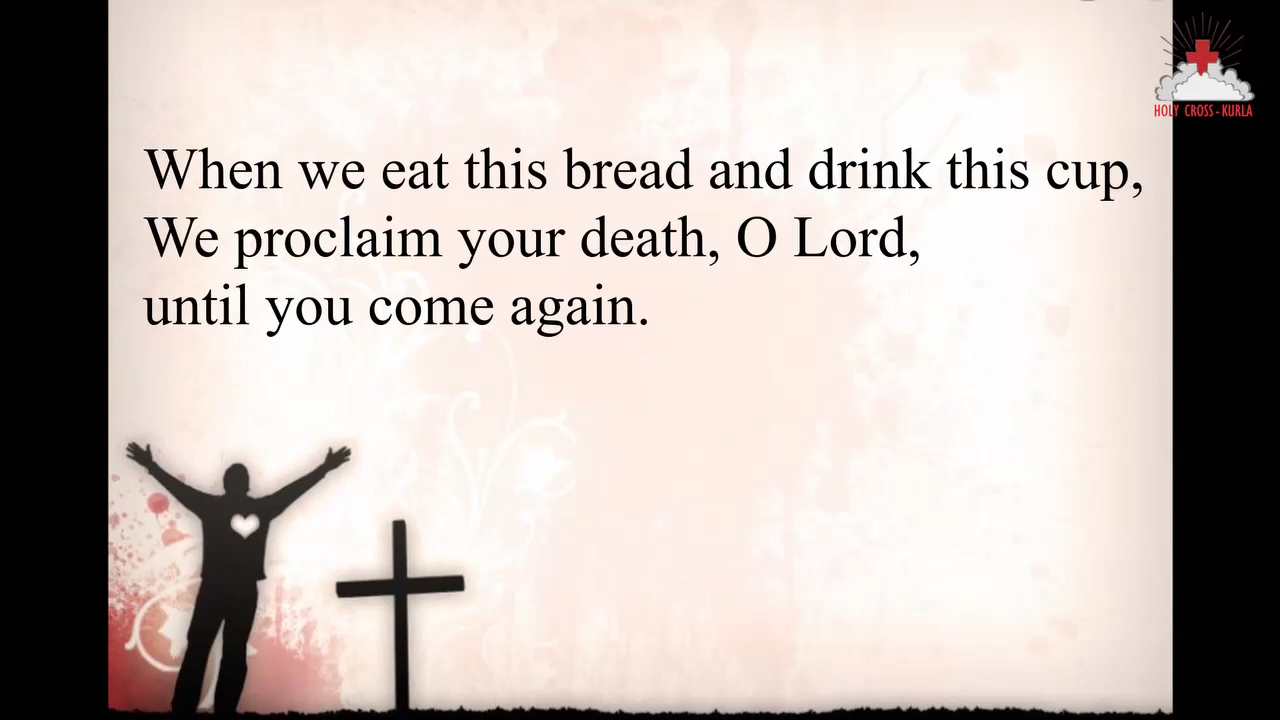 HOLY CROSS - KURLA
When we eat this bread and drink this cup,
We proclaim your death, O Lord,
until you come again.